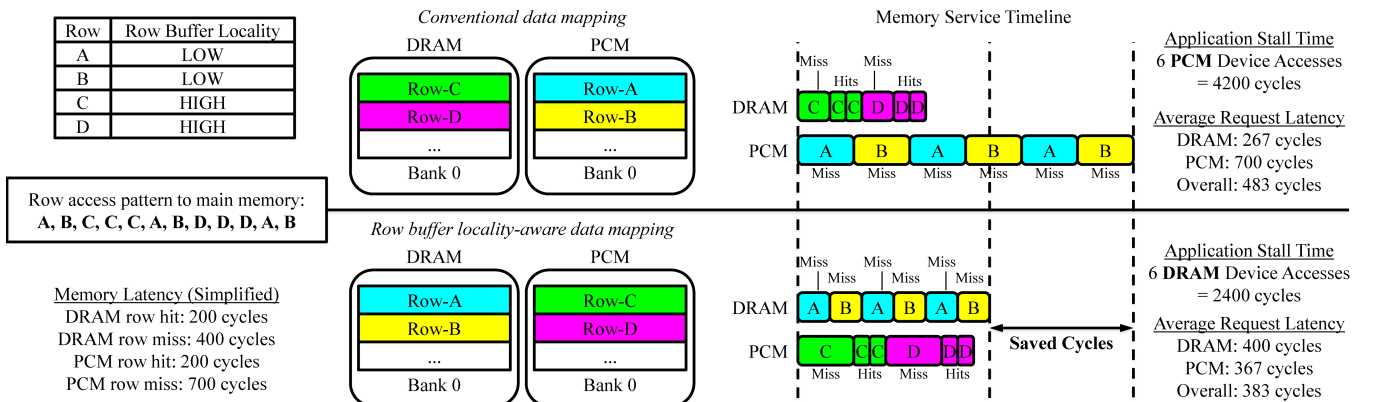 Row Row Buffer Locality
A LOW
B LOW
C HIGH
D HIGH
Row access pattern to main memory:
A, B, C, C, C, A, B, D, D, D, A, B
Memory Latency (Simplified)
DRAM row hit: 200 cycles
DRAM row miss: 400 cycles
PCM row hit: 200 cycles
PCM row miss: 700 cycles
Conventional data mapping
DRAM PCM
Row-C Row-A
Row-D Row-B
... ...
Bank 0 Bank 0
Memory Service Timeline
Miss Miss
Hits Hits
DRAM C C C D D D
PCM A B A B A B
Miss Miss Miss Miss Miss Miss
Application Stall Time
6 PCM Device Accesses
= 4200 cycles
Average Request Latency
DRAM: 267 cycles
PCM: 700 cycles
Overall: 483 cycles
Row buffer locality-aware data mapping
DRAM PCM
Row-A Row-C
Row-B Row-D
... ...
Bank 0 Bank 0
Miss Miss Miss
Miss Miss Miss
DRAM A B A B A B
Saved Cycles
PCM C C C D D D
Miss Hits Miss Hits
Application Stall Time
6 DRAM Device Accesses
= 2400 cycles
Average Request Latency
DRAM: 400 cycles
PCM: 367 cycles
Overall: 383 cycles